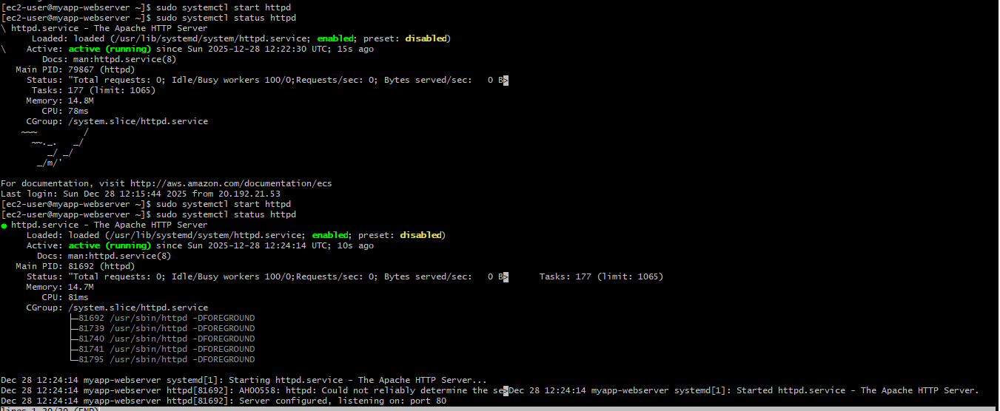 [ec2-user@myapp-webserver ~]$ sudo systemctl start httpd
[ec2-user@myapp-webserver ~]$ sudo systemctl status httpd
\ httpd.service - The Apache HTTP Server
     Loaded: loaded (/usr/lib/systemd/system/httpd.service; enabled; preset: disabled)
\    Active: active (running) since Sun 2025-12-28 12:22:30 UTC; 15s ago
       Docs: man:httpd.service(8)
   Main PID: 79867 (httpd)
     Status: "Total requests: 0; Idle/Busy workers 100/0;Requests/sec: 0; Bytes served/sec:   0 B>
      Tasks: 177 (limit: 1065)
     Memory: 14.8M
        CPU: 78ms
     CGroup: /system.slice/httpd.service
    ~~~         /
      ~~._.   _/
         _/ _/
       _/m/'
For documentation, visit http://aws.amazon.com/documentation/ecs
Last login: Sun Dec 28 12:15:44 2025 from 20.192.21.53
[ec2-user@myapp-webserver ~]$ sudo systemctl start httpd
[ec2-user@myapp-webserver ~]$ sudo systemctl status httpd
● httpd.service - The Apache HTTP Server
     Loaded: loaded (/usr/lib/systemd/system/httpd.service; enabled; preset: disabled)
     Active: active (running) since Sun 2025-12-28 12:24:14 UTC; 10s ago
       Docs: man:httpd.service(8)
   Main PID: 81692 (httpd)
     Status: "Total requests: 0; Idle/Busy workers 100/0;Requests/sec: 0; Bytes served/sec:   0 B>      Tasks: 177 (limit: 1065)
     Memory: 14.7M
        CPU: 81ms
     CGroup: /system.slice/httpd.service
             ├─81692 /usr/sbin/httpd -DFOREGROUND
             ├─81739 /usr/sbin/httpd -DFOREGROUND
             ├─81740 /usr/sbin/httpd -DFOREGROUND
             ├─81741 /usr/sbin/httpd -DFOREGROUND
             └─81795 /usr/sbin/httpd -DFOREGROUND
Dec 28 12:24:14 myapp-webserver systemd[1]: Starting httpd.service - The Apache HTTP Server...
Dec 28 12:24:14 myapp-webserver httpd[81692]: AH00558: httpd: Could not reliably determine the se>Dec 28 12:24:14 myapp-webserver systemd[1]: Started httpd.service - The Apache HTTP Server.
Dec 28 12:24:14 myapp-webserver httpd[81692]: Server configured, listening on: port 80
lines 1-20/20 (END)